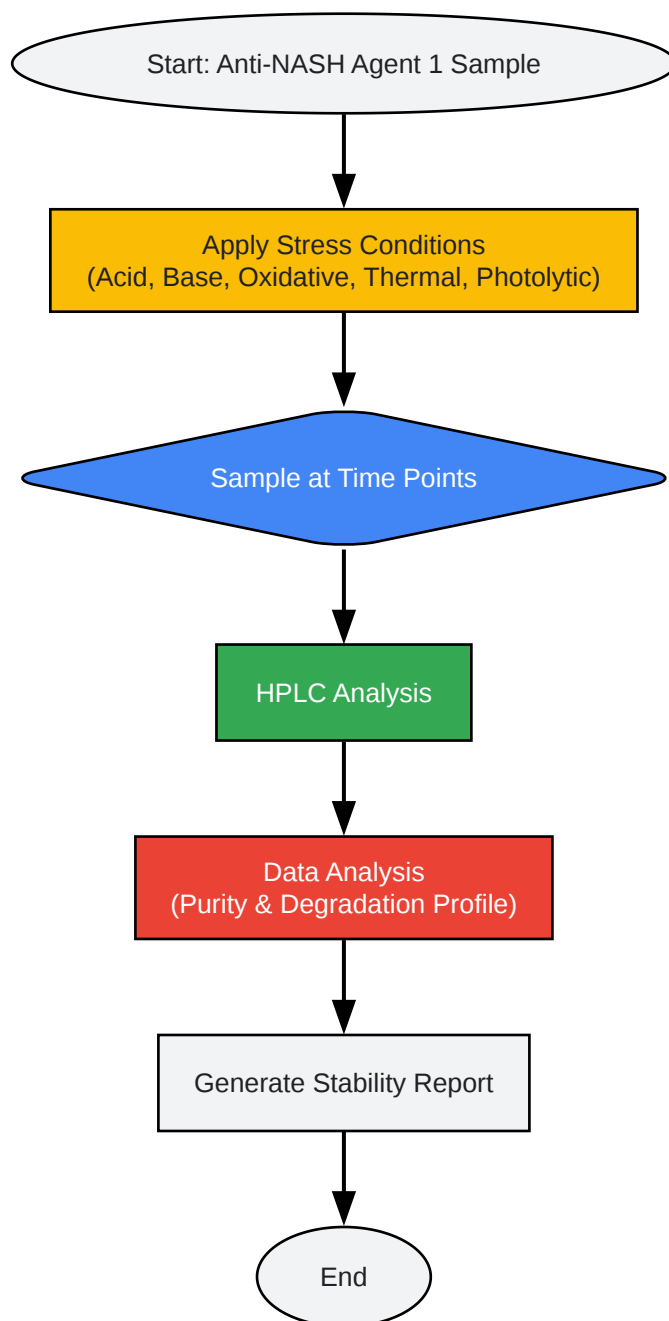 Start: Anti-NASH Agent 1 Sample
Apply Stress Conditions
(Acid, Base, Oxidative, Thermal, Photolytic)
Sample at Time Points
HPLC Analysis
Data Analysis
(Purity & Degradation Profile)
Generate Stability Report
End